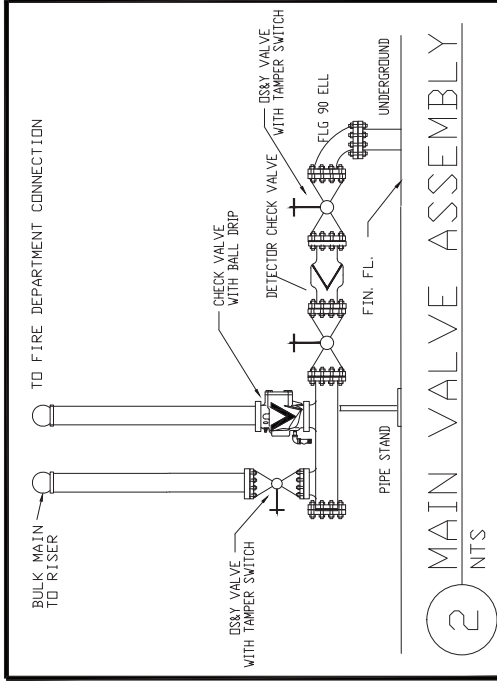 TO FIRE DEPARTMENT CONNECTION
BULK MAIN
TO RISER
CHECK VALVE
WITH BALL DRIP
DETECTOR CHECK VALVE
OS&Y VALVE
WITH TAMPER SWITCH
FLG 90 ELL
OS&Y VALVE
WITH TAMPER SWITCH
PIPE STAND
FIN. FL.
UNDERGROUND
2
MAIN VALVE ASSEMBLY
NTS